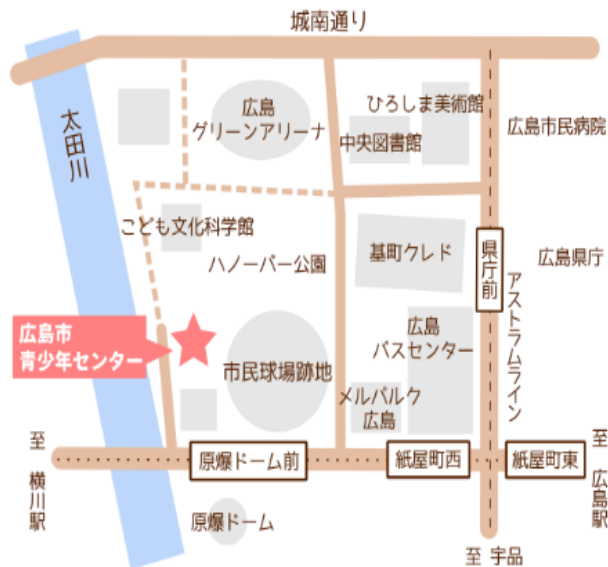 城南通り
太田川
広島
グリーンアリーナ
ひろしま美術館
中央図書館
広島市民病院
こども文化科学館
ハノーバー公園
基町クレド
県庁前
広島県庁
アストラムライン
広島市
青少年センター
市民球場跡地
広島
バスセンター
メルパルク
広島
至 横川駅
原爆ドーム前
紙屋町西
紙屋町東
至 広島駅
原爆ドーム
至 宇品